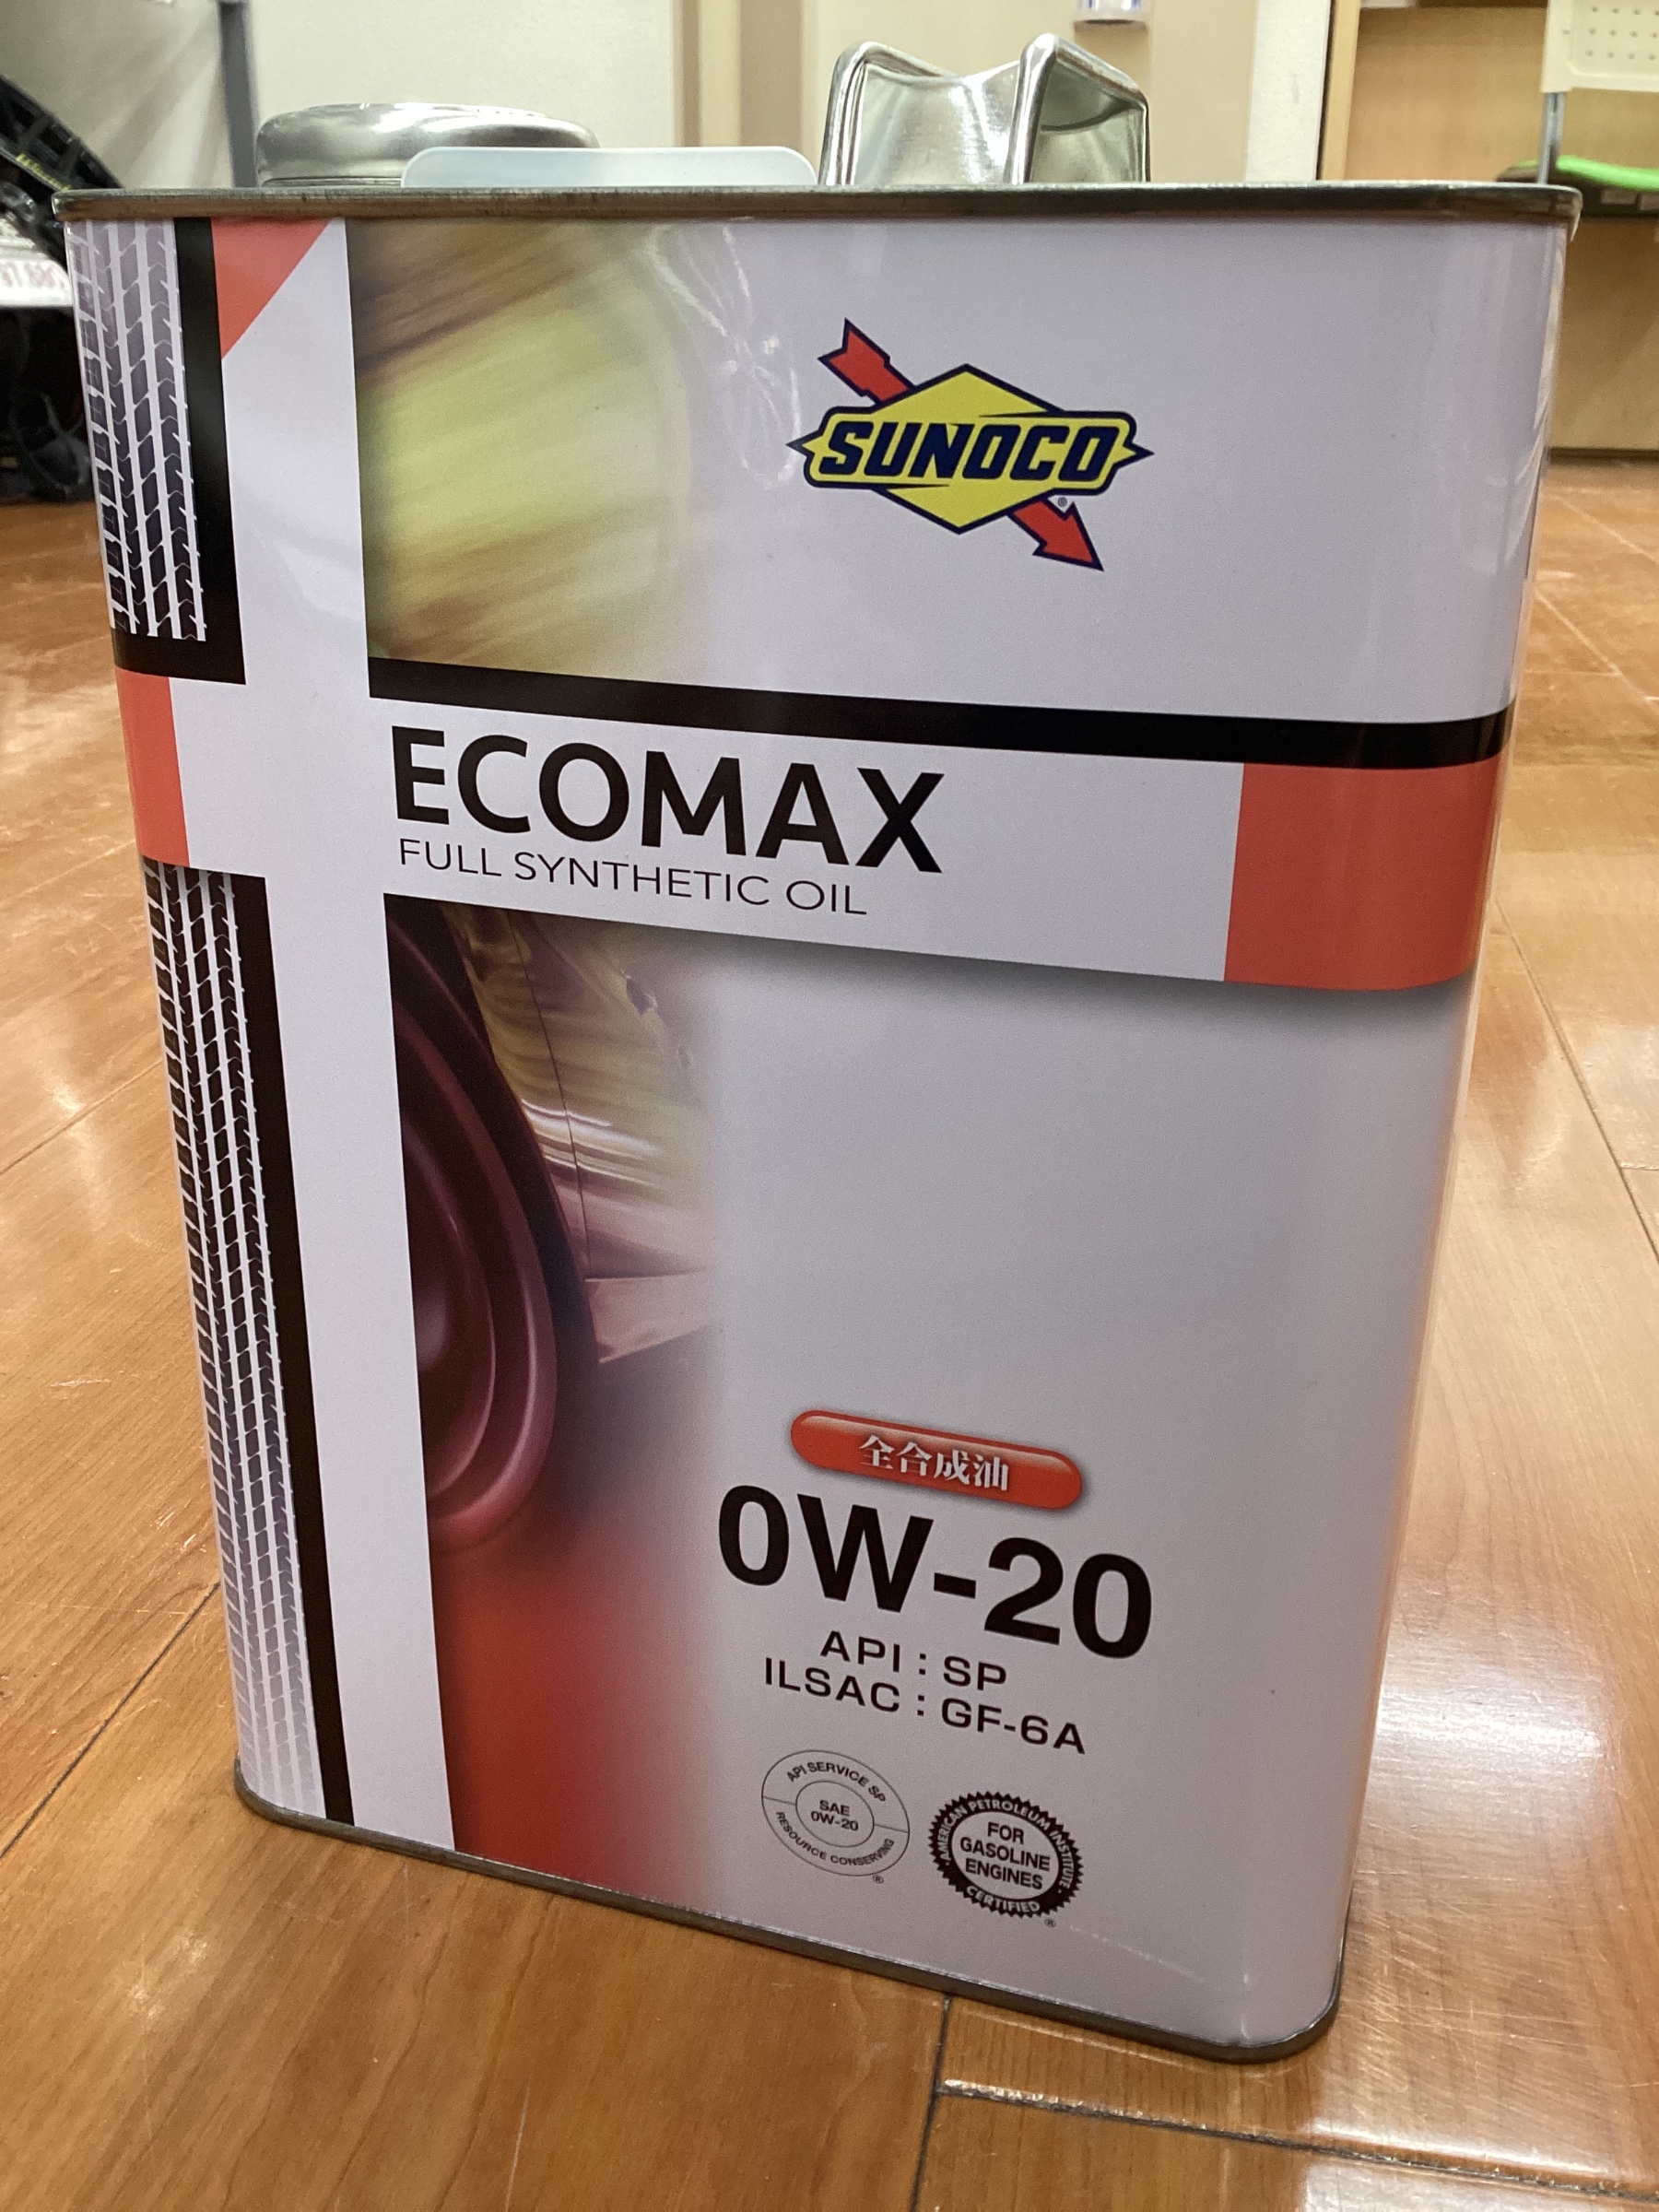 SUNOCO
®
ECOMAX
FULL SYNTHETIC OIL
全合成油
0W-20
API : SP
ILSAC : GF-6A
API SERVICE SP
SAE
0W-20
RESOURCE CONSERVING
®
AMERICAN PETROLEUM INSTITUTE
FOR
GASOLINE
ENGINES
CERTIFIED
®